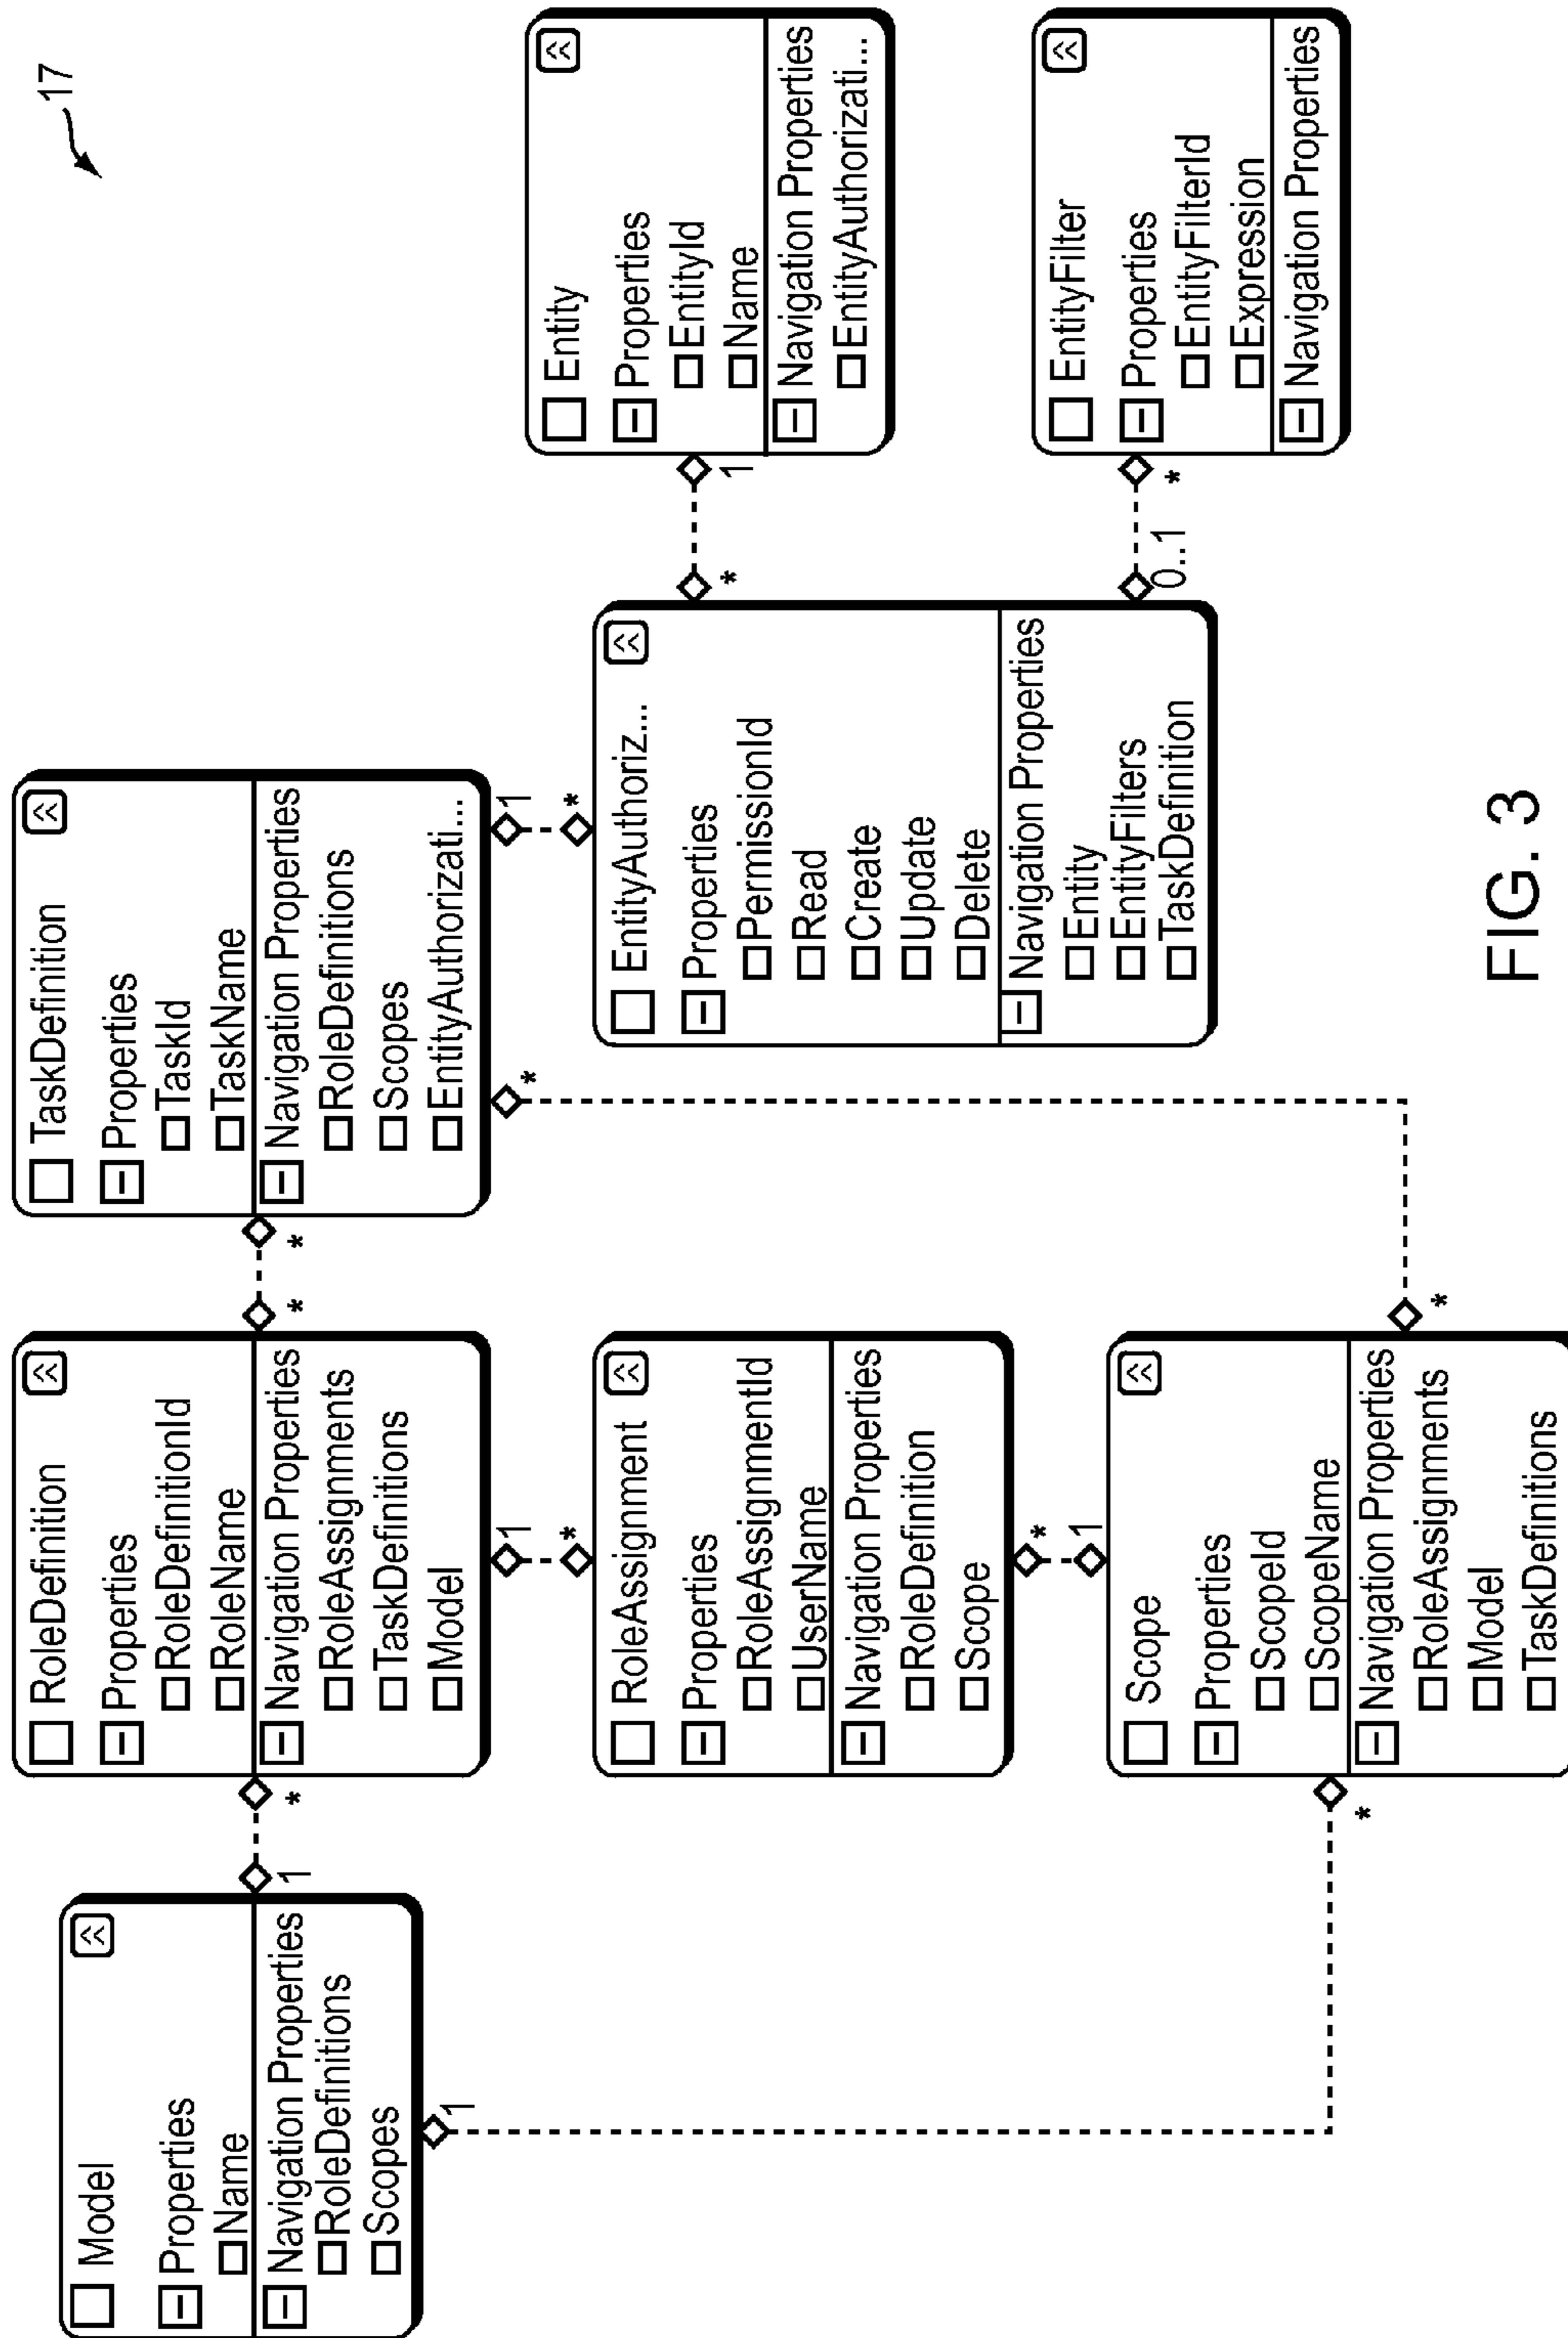 17
Model
Properties
Name
Navigation Properties
RoleDefinitions
Scopes
1
*
1
*
RoleDefinition
Properties
RoleDefinitionId
RoleName
Navigation Properties
RoleAssignments
TaskDefinitions
Model
*
*
1
*
RoleAssignment
Properties
RoleAssignmentId
UserName
Navigation Properties
RoleDefinition
Scope
*
1
Scope
Properties
ScopeId
ScopeName
Navigation Properties
RoleAssignments
Model
TaskDefinitions
*
*
TaskDefinition
Properties
TaskId
TaskName
Navigation Properties
RoleDefinitions
Scopes
EntityAuthorizati...
1
*
EntityAuthoriz...
Properties
PermissionId
Read
Create
Update
Delete
Navigation Properties
Entity
EntityFilters
TaskDefinition
*
1
0..1
*
Entity
Properties
EntityId
Name
Navigation Properties
EntityAuthorizati...
EntityFilter
Properties
EntityFilterId
Expression
Navigation Properties
FIG. 3